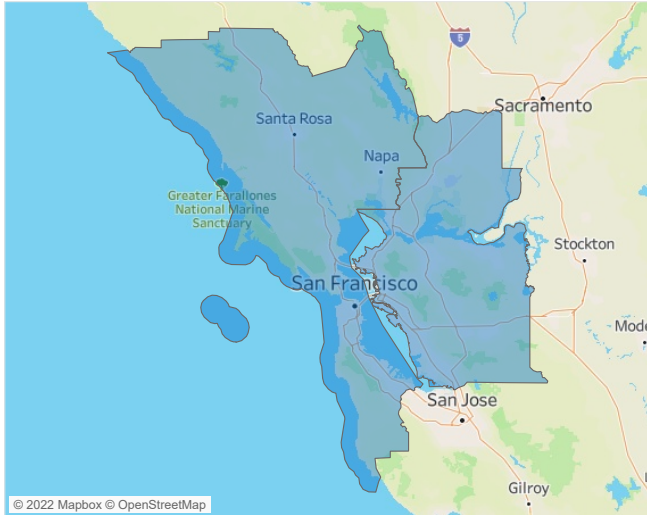 5
Sacramento
Santa Rosa
Napa
Greater Farallones
National Marine
Sanctuary
Stockton
San Francisco
Mode
San Jose
Gilroy
© 2022 Mapbox © OpenStreetMap